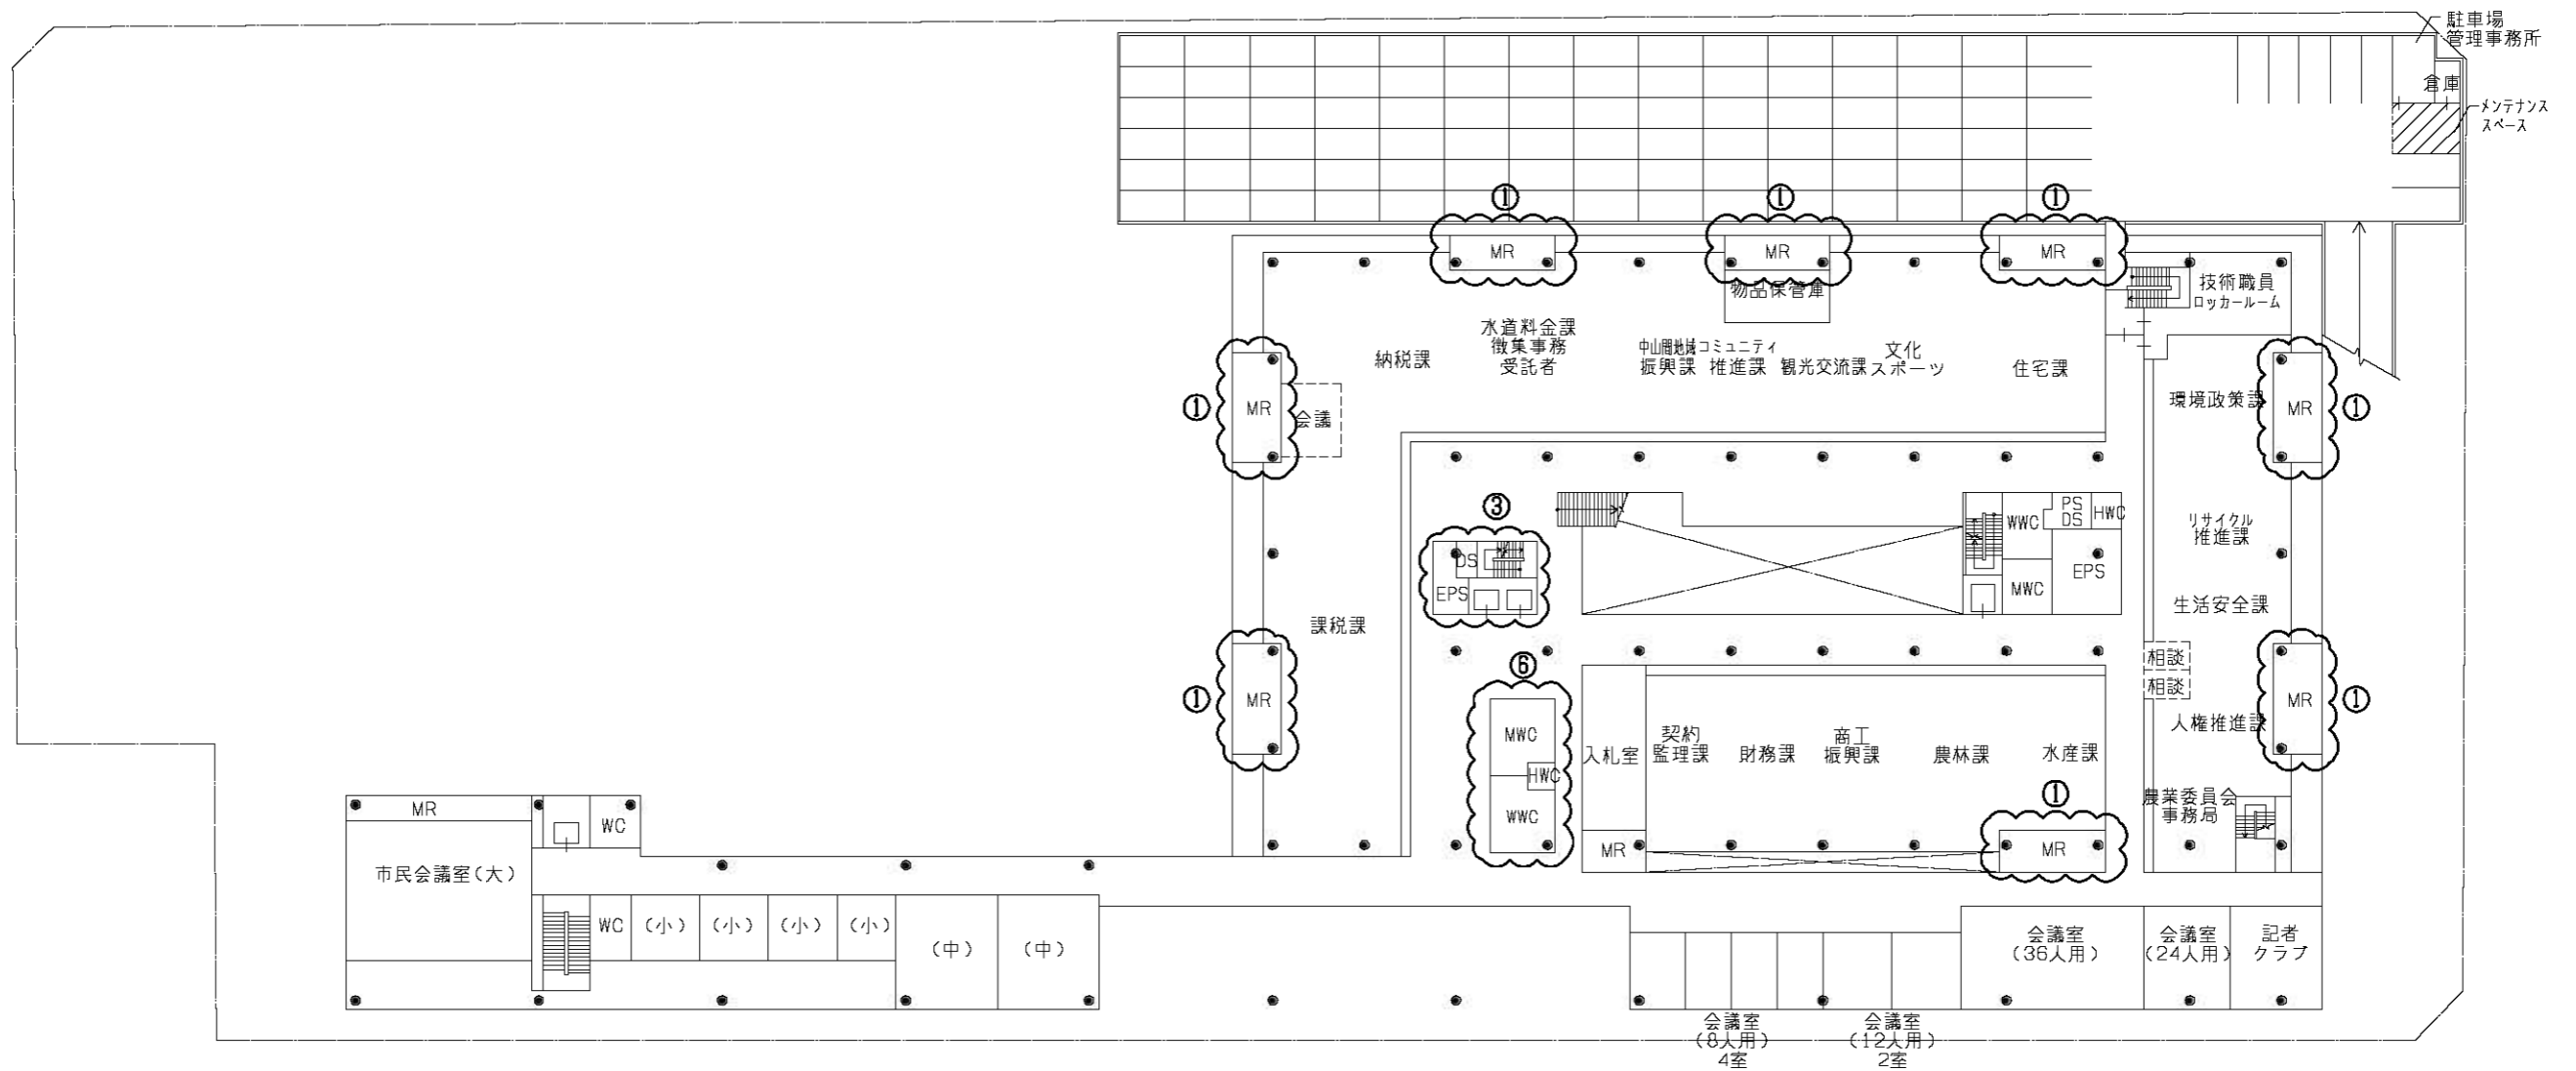 駐車場
管理事務所
倉庫
メンテナンス
スペース
①
①
①
MR
MR
MR
物品保管庫
技術職員
ロッカールーム
水道料金課
徴集事務
受託者
納税課
中山間地域
振興課
コミュニティ
推進課
観光交流課
文化
スポーツ
住宅課
①
MR
会議
環境政策課
MR
①
③
DS
EPS
WWC
PS
DS
HWC
MWC
EPS
リサイクル
推進課
生活安全課
課税課
相談
相談
①
MR
⑥
MWC
HWC
WWC
入札室
契約
監理課
財務課
商工
振興課
農林課
水産課
人権推進課
MR
①
農業委員会
事務局
①
MR
MR
MR
WC
市民会議室(大)
WC
(小)
(小)
(小)
(小)
(中)
(中)
会議室
(36人用)
会議室
(24人用)
記者
クラブ
会議室
(8人用)
4室
会議室
(12人用)
2室